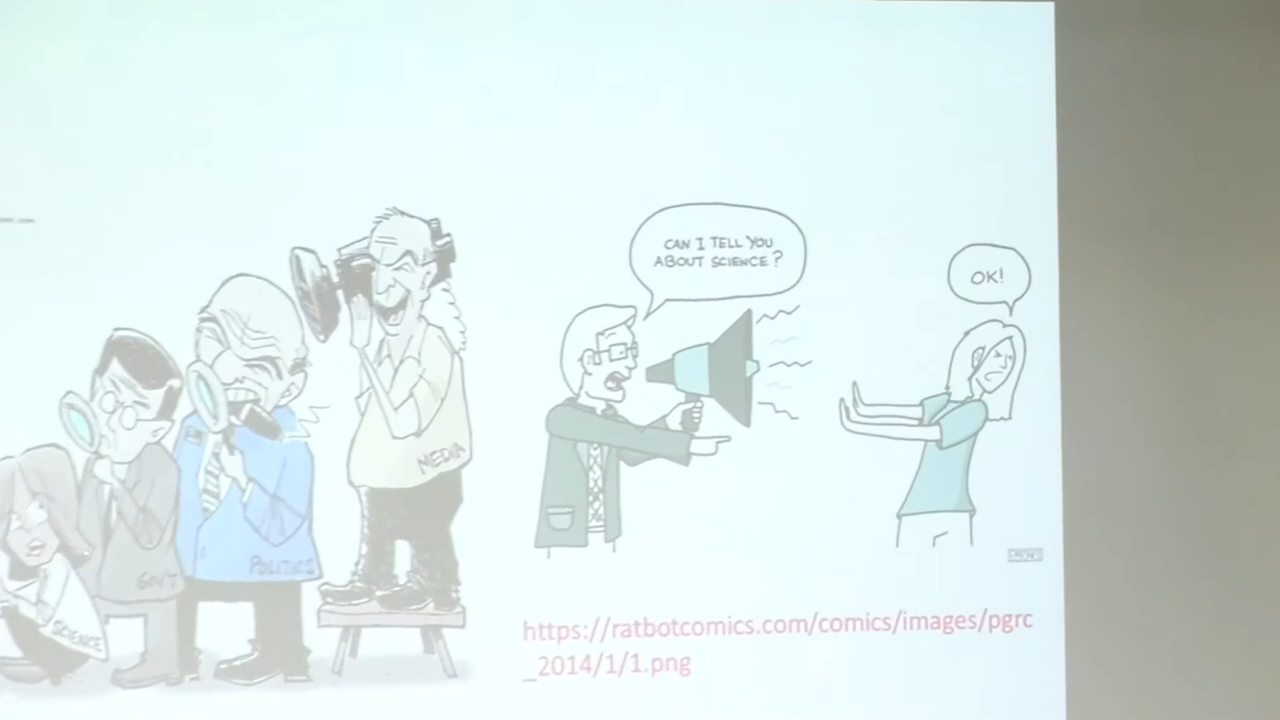 SCIENCE
GOV'T
POLITICS
MEDIA
CAN I TELL YOU
ABOUT SCIENCE?
OK!
https://ratbotcomics.com/comics/images/pgrc
_2014/1/1.png